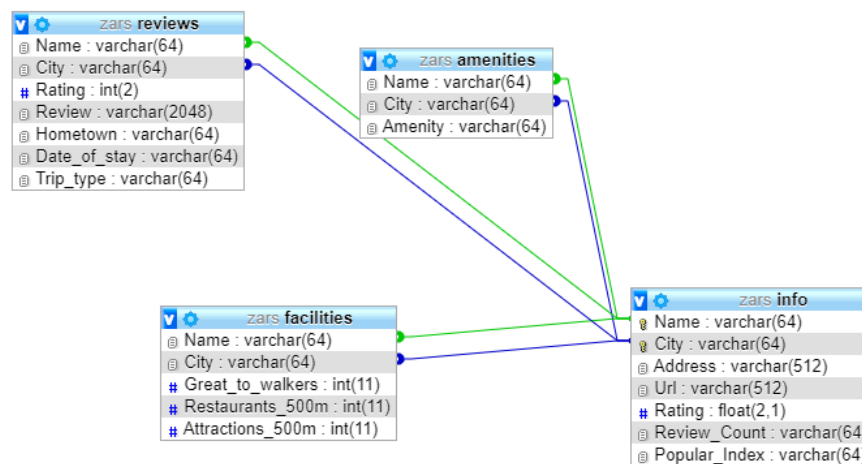 zars reviews
Name : varchar(64)
City : varchar(64)
# Rating : int(2)
Review : varchar(2048)
Hometown : varchar(64)
Date_of_stay : varchar(64)
Trip_type : varchar(64)
zars amenities
Name : varchar(64)
City : varchar(64)
Amenity : varchar(64)
zars facilities
Name : varchar(64)
City : varchar(64)
# Great_to_walkers : int(11)
# Restaurants_500m : int(11)
# Attractions_500m : int(11)
zars info
Name : varchar(64)
City : varchar(64)
Address : varchar(512)
Url : varchar(512)
# Rating : float(2,1)
Review_Count : varchar(64
Popular_Index : varchar(64